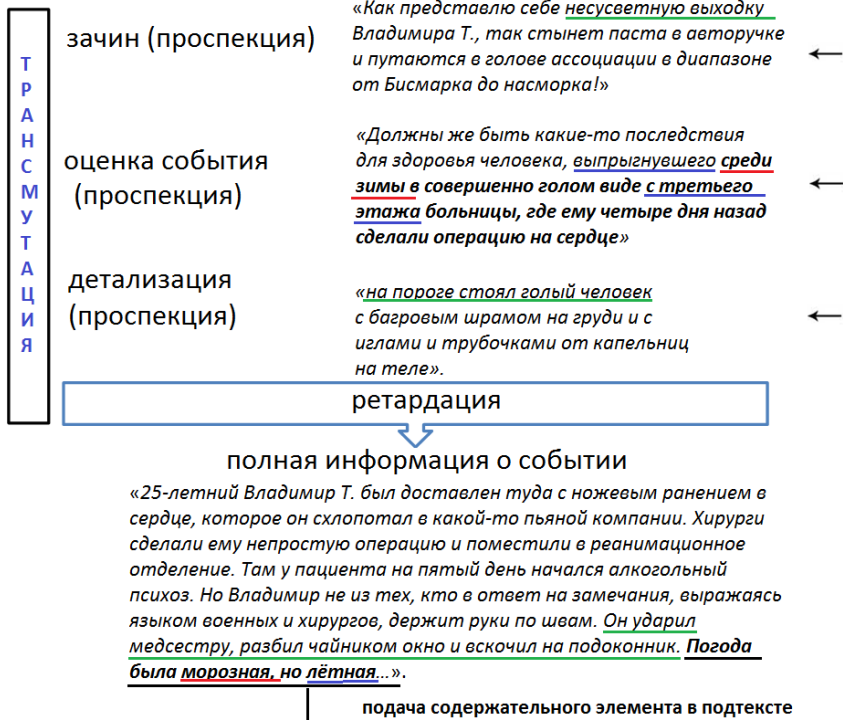 ТРАНСМУТАЦИЯ
зачин (проспекция)
«Как представлю себе несусветную выходку
Владимира Т., так стынет паста в авторучке
и путаются в голове ассоциации в диапазоне
от Бисмарка до насморка!»
оценка события
(проспекция)
«Должны же быть какие-то последствия
для здоровья человека, выпрыгнувшего среди
зимы в совершенно голом виде с третьего
этажа больницы, где ему четыре дня назад
сделали операцию на сердце»
детализация
(проспекция)
«на пороге стоял голый человек
с багровым шрамом на груди и с
иглами и трубочками от капельниц
на теле».
ретардация
полная информация о событии
«25-летний Владимир Т. был доставлен туда с ножевым ранением в
сердце, которое он схлопотал в какой-то пьяной компании. Хирурги
сделали ему непростую операцию и поместили в реанимационное
отделение. Там у пациента на пятый день начался алкогольный
психоз. Но Владимир не из тех, кто в ответ на замечания, выражаясь
языком военных и хирургов, держит руки по швам. Он ударил
медсестру, разбил чайником окно и вскочил на подоконник. Погода
была морозная, но лётная...».
подача содержательного элемента в подтексте